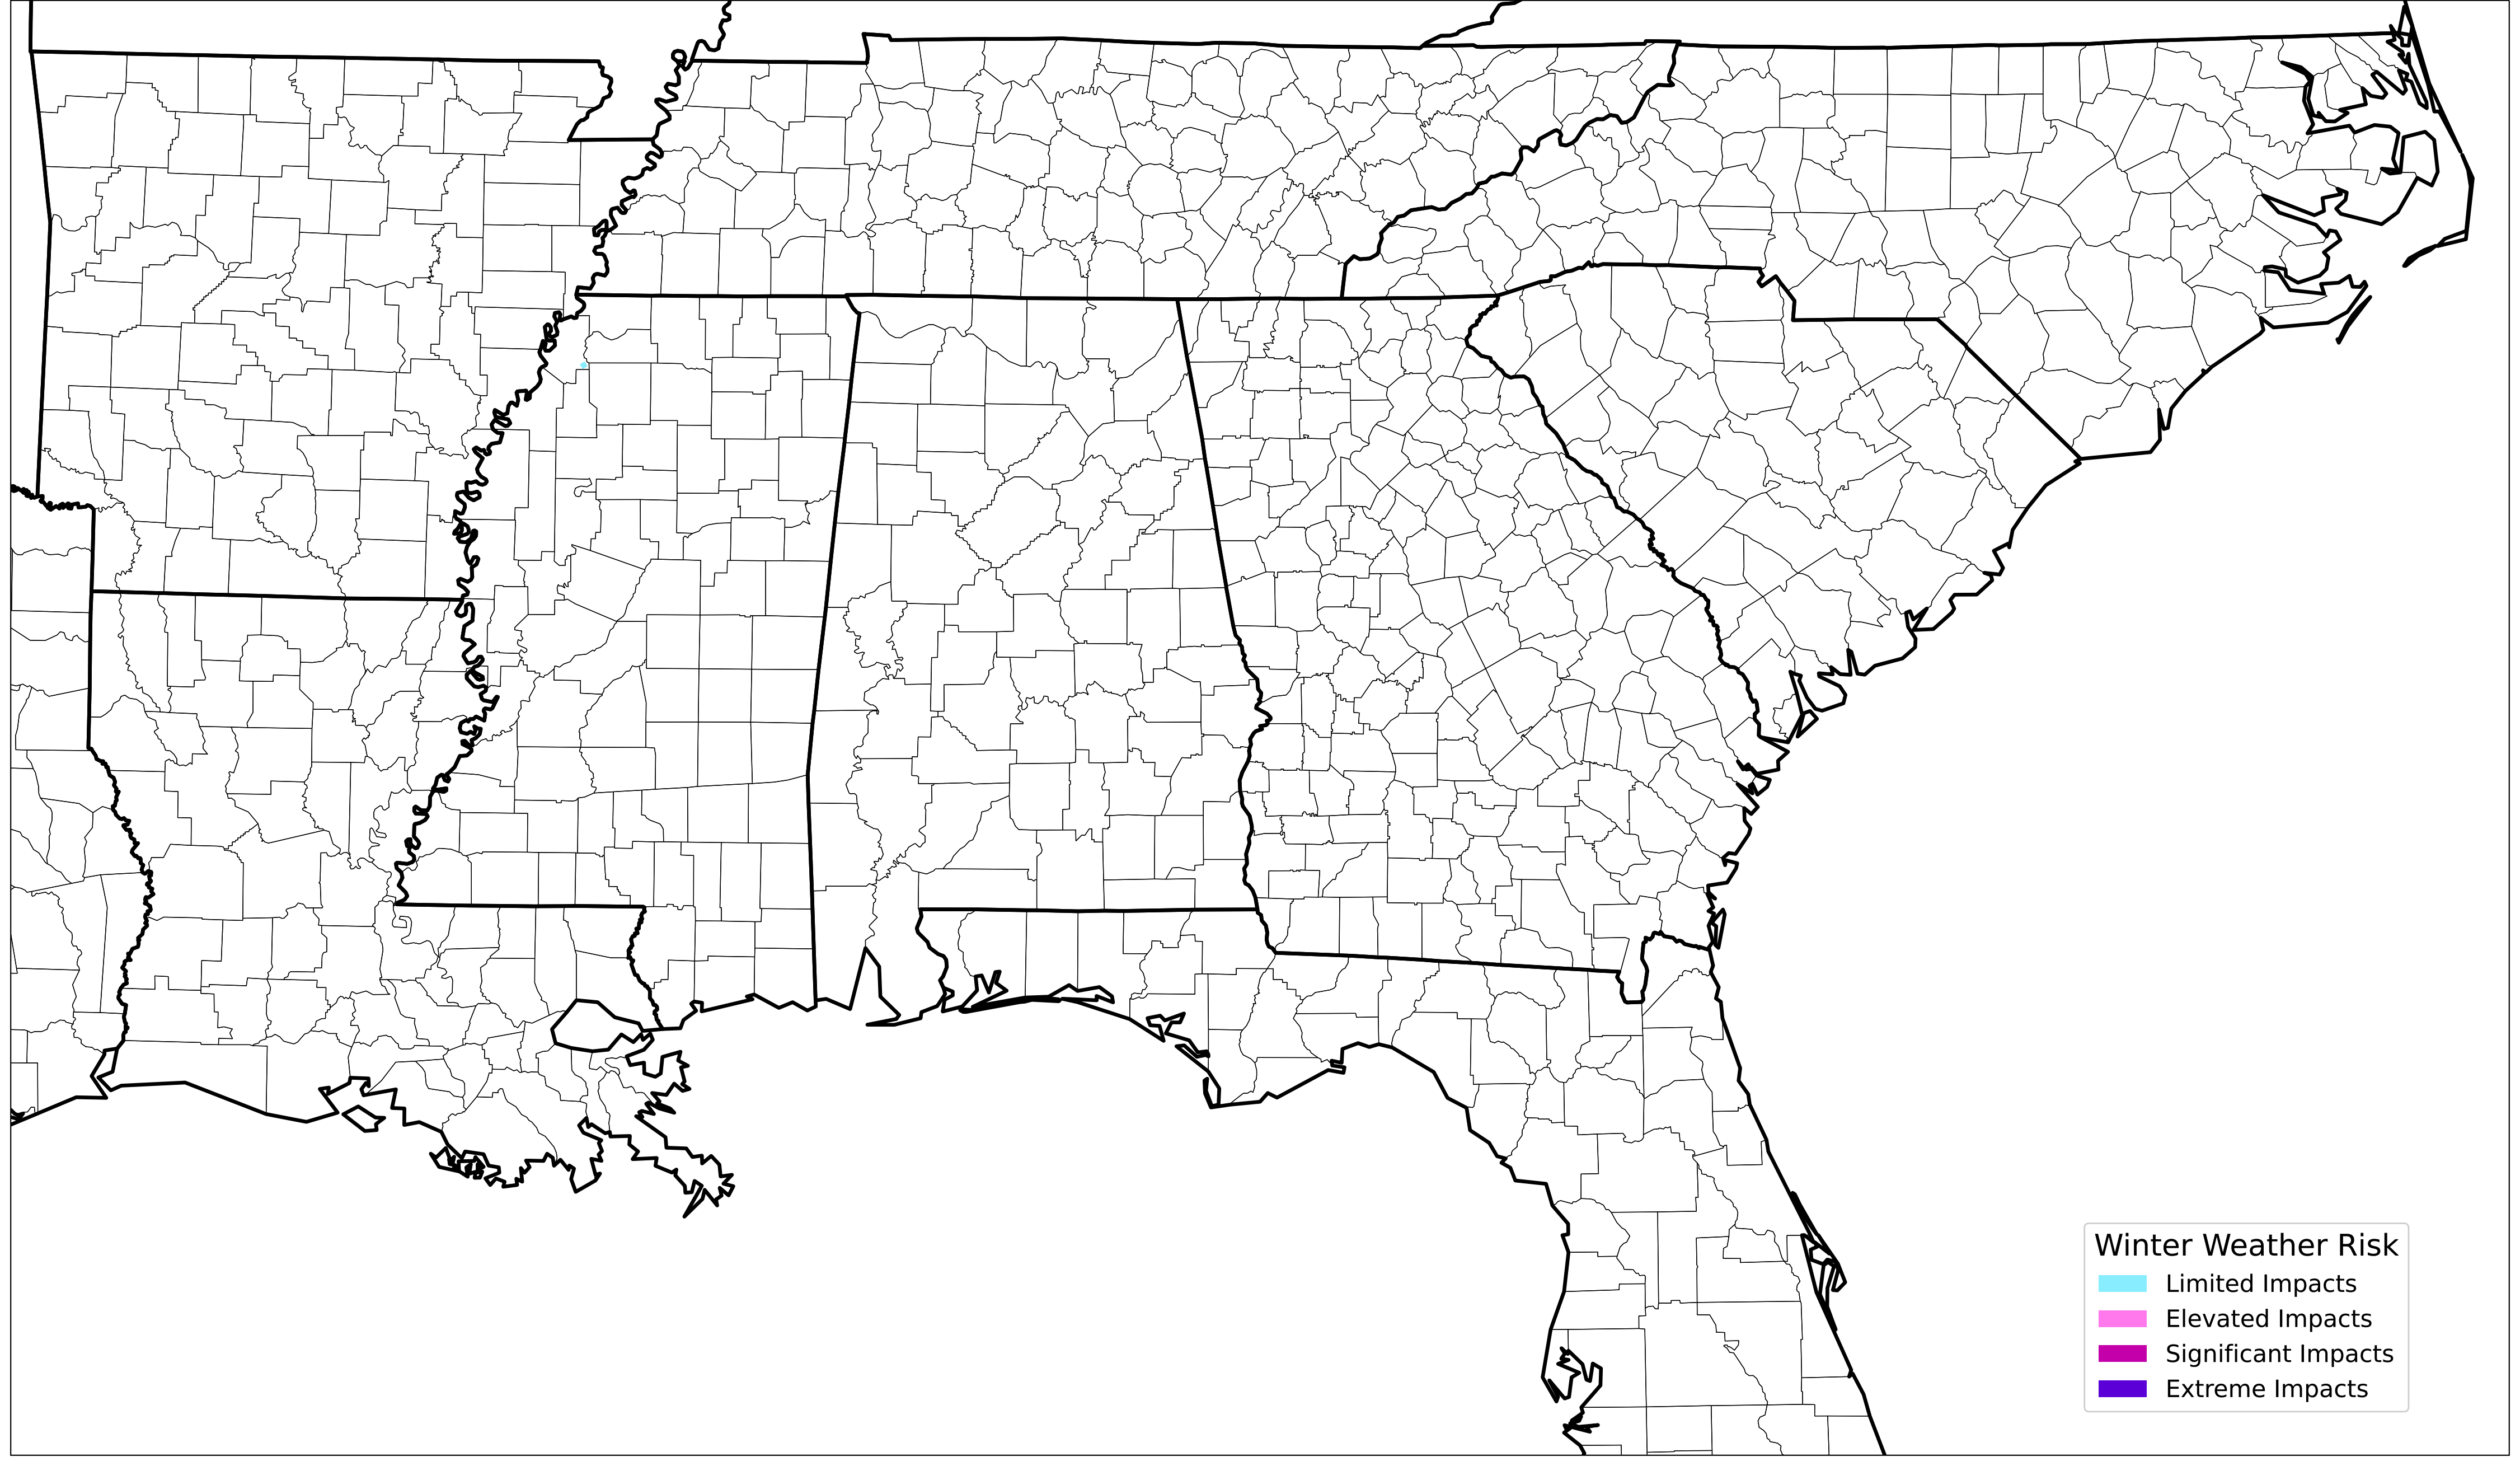 Winter Weather Risk
Limited Impacts
Elevated Impacts
Significant Impacts
Extreme Impacts